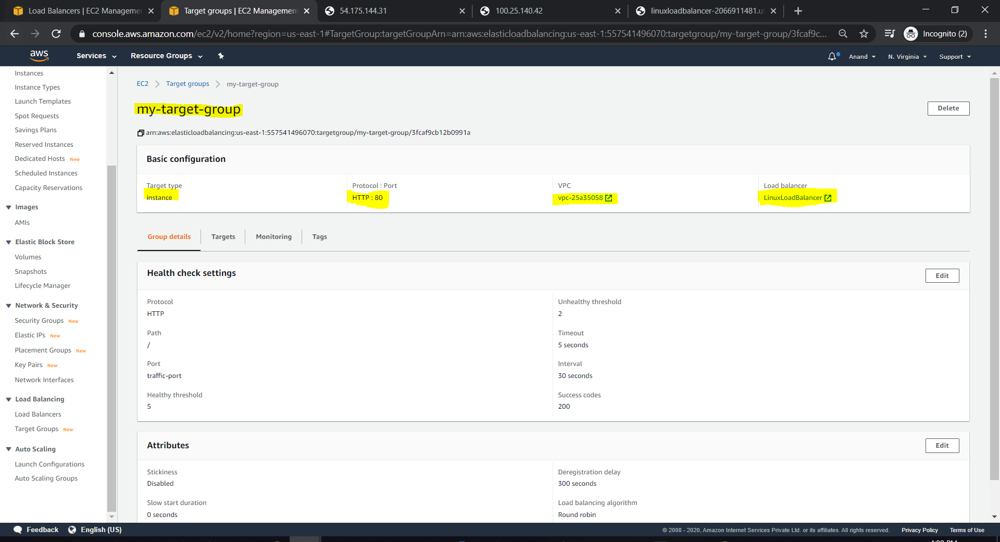 Load Balancers | EC2 Manageme
Target groups | EC2 Management
54.175.144.31
100.25.140.42
linuxloadbalancer-2066911481.u
console.aws.amazon.com/ec2/v2/home?region=us-east-1#TargetGroup:targetGroupArn=arn:aws:elasticloadbalancing:us-east-1:557541496070:targetgroup/my-target-group/3fcaf9c...
Incognito (2)
aws
Services
Resource Groups
Anand
N. Virginia
Support
Instances
Instance Types
Launch Templates
Spot Requests
Savings Plans
Reserved Instances
Dedicated Hosts New
Scheduled Instances
Capacity Reservations
Images
AMIs
Elastic Block Store
Volumes
Snapshots
Lifecycle Manager
Network & Security
Security Groups New
Elastic IPs New
Placement Groups New
Key Pairs New
Network Interfaces
Load Balancing
Load Balancers
Target Groups New
Auto Scaling
Launch Configurations
Auto Scaling Groups
EC2 > Target groups > my-target-group
my-target-group
Delete
arn:aws:elasticloadbalancing:us-east-1:557541496070:targetgroup/my-target-group/3fcaf9cb12b0991a
Basic configuration
Target type
instance
Protocol : Port
HTTP : 80
VPC
vpc-25a35058
Load balancer
LinuxLoadBalancer
Group details
Targets
Monitoring
Tags
Health check settings
Edit
Protocol
HTTP
Path
/
Port
traffic-port
Healthy threshold
5
Unhealthy threshold
2
Timeout
5 seconds
Interval
30 seconds
Success codes
200
Attributes
Edit
Stickiness
Disabled
Slow start duration
0 seconds
Deregistration delay
300 seconds
Load balancing algorithm
Round robin
Feedback
English (US)
© 2008 - 2020, Amazon Internet Services Private Ltd. or its affiliates. All rights reserved.
Privacy Policy
Terms of Use